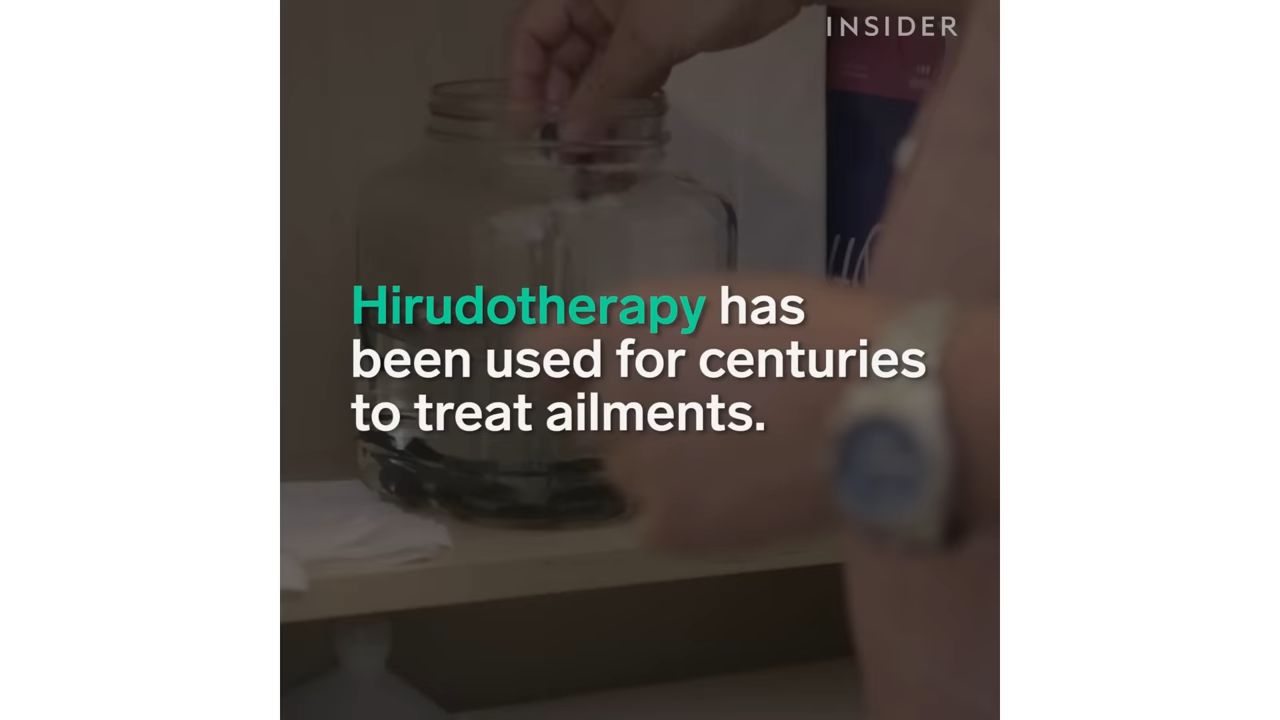 INSIDER
Hirudotherapy has
been used for centuries
to treat ailments.